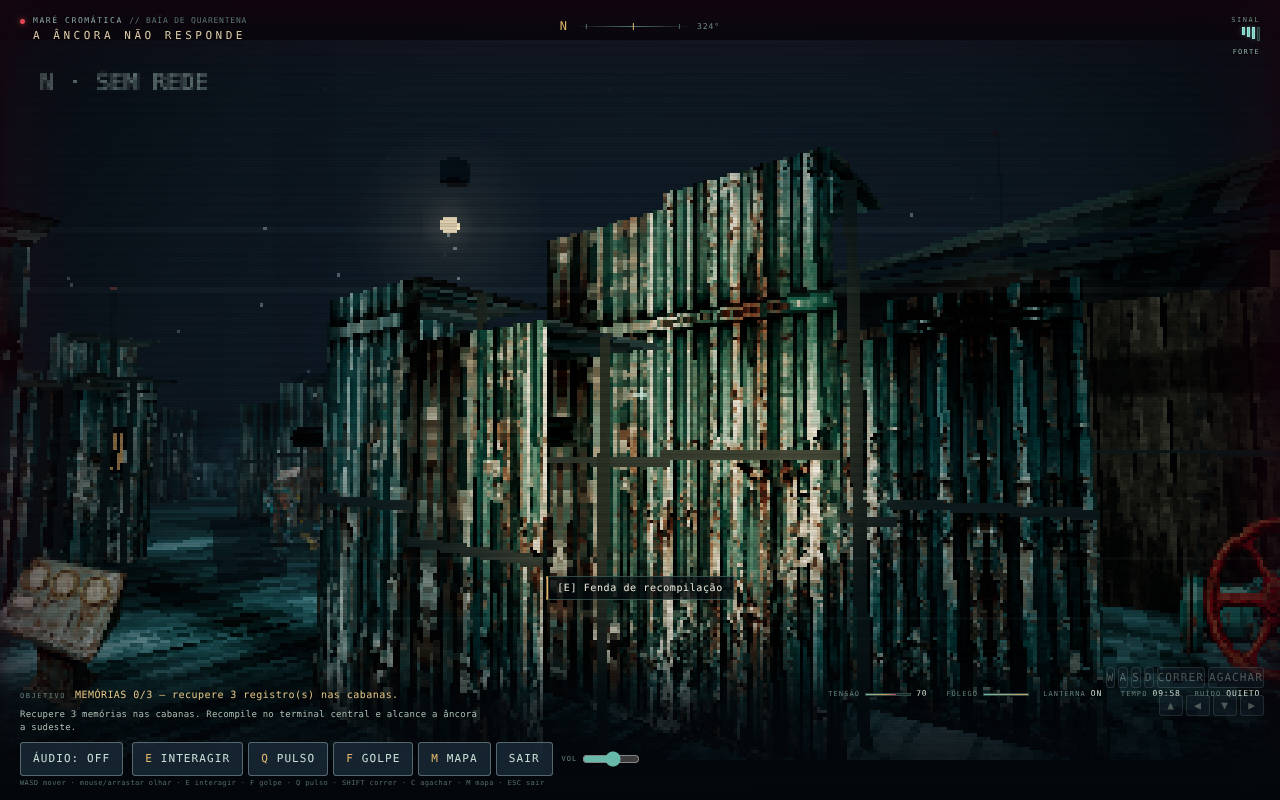 MARÉ CROMÁTICA // BAÍA DE QUARENTENA
A ÂNCORA NÃO RESPONDE
N 324°
SINAL
FORTE
N · SEM REDE
[E] Fenda de recompilação
W A S D CORRER AGACHAR
OBJETIVO MEMÓRIAS 0/3 — recupere 3 registro(s) nas cabanas.
TENSÃO 70 FÔLEGO LANTERNA ON TEMPO 09:58 RUÍDO QUIETO
▲ ◀ ▼ ▶
Recupere 3 memórias nas cabanas. Recompile no terminal central e alcance a âncora
a sudeste.
ÁUDIO: OFF E INTERAGIR Q PULSO F GOLPE M MAPA SAIR VOL
WASD mover · mouse/arrastar olhar · E interagir · F golpe · Q pulso · SHIFT correr · C agachar · M mapa · ESC sair